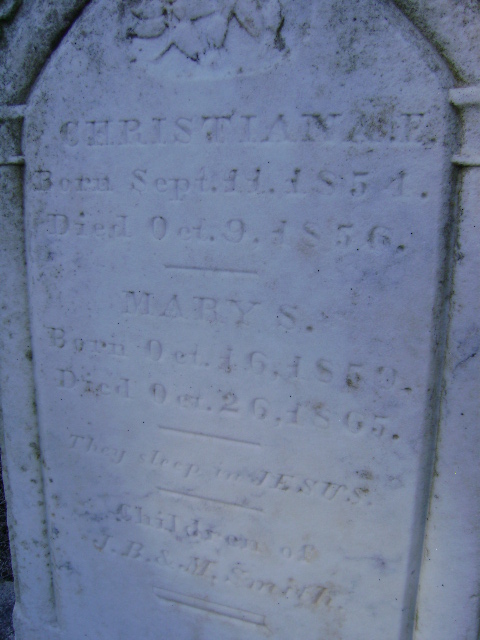 CHRISTIANA E.
Born Sept. 11. 1854.
Died Oct. 9. 1856.
MARY S.
Born Oct. 16. 1859.
Died Oct. 26. 1865.
They sleep in JESUS.
Children of
J. B. & M. Smith.